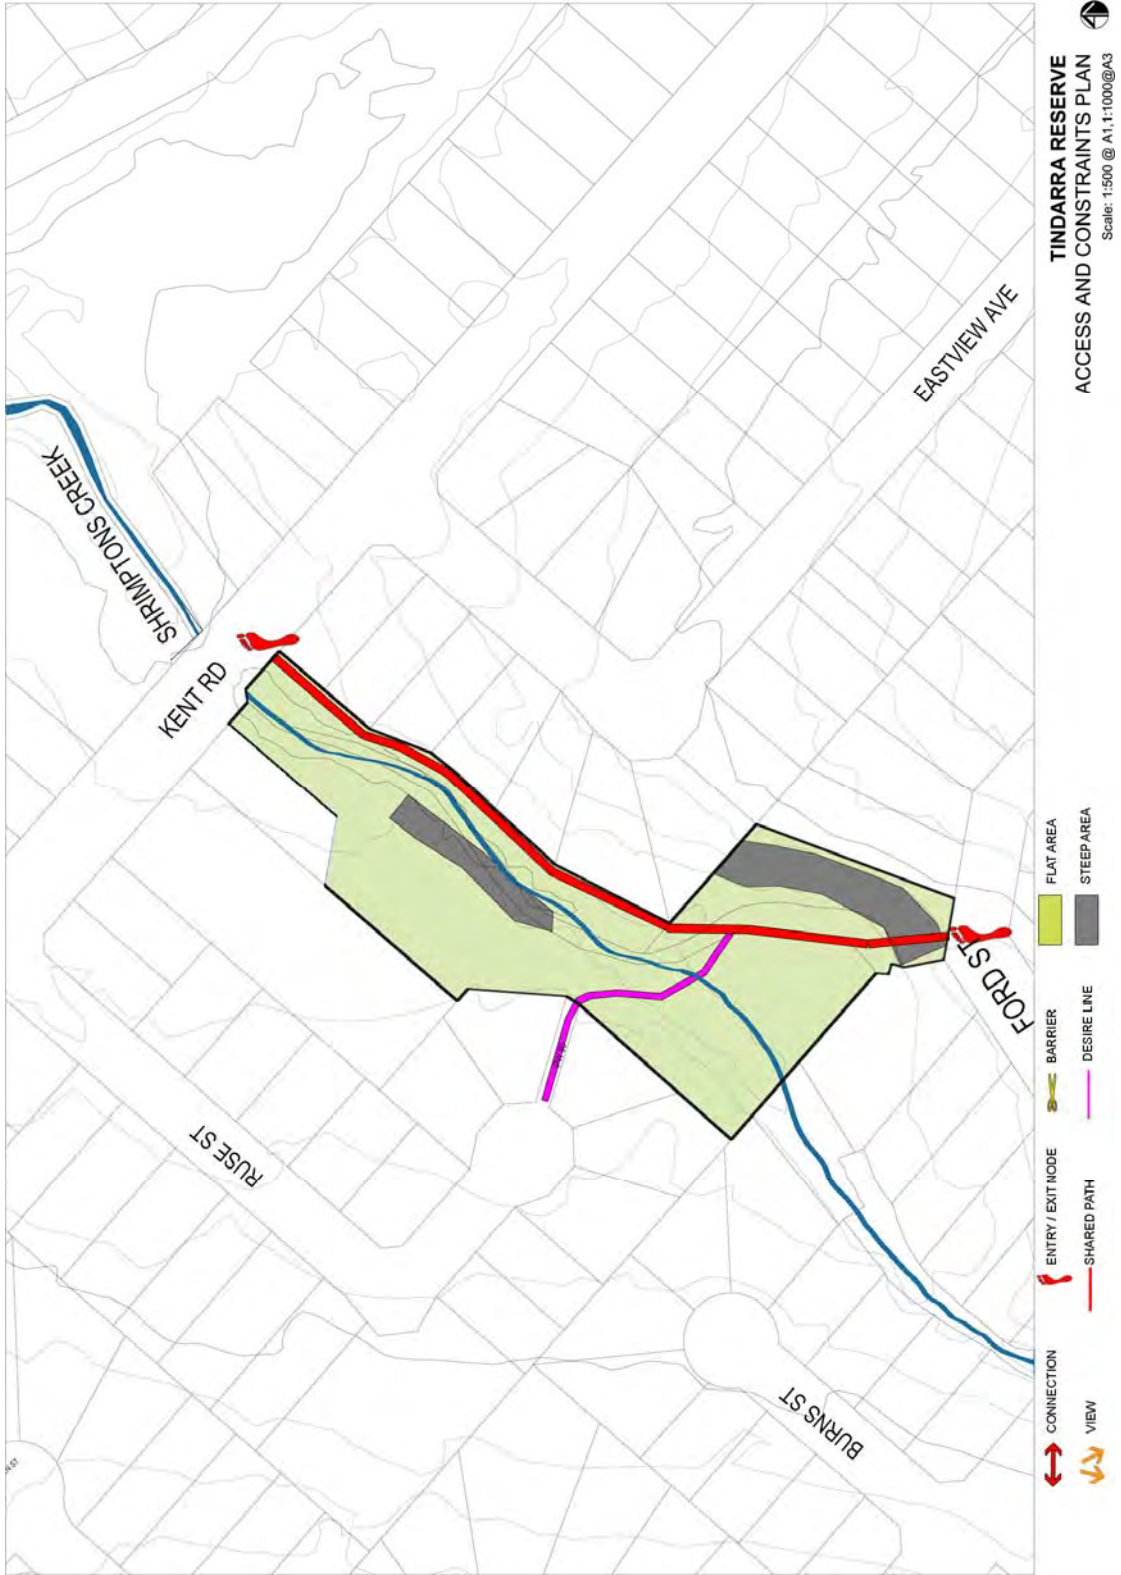 SHRIMPTONS CREEK
KENT RD
EASTVIEW AVE
RUSE ST
FORD ST
BURNS ST
CONNECTION
ENTRY / EXIT NODE
BARRIER
FLAT AREA
VIEW
SHARED PATH
DESIRE LINE
STEEP AREA
TINDARRA RESERVE
ACCESS AND CONSTRAINTS PLAN
Scale: 1:500 @ A1,1:1000@A3